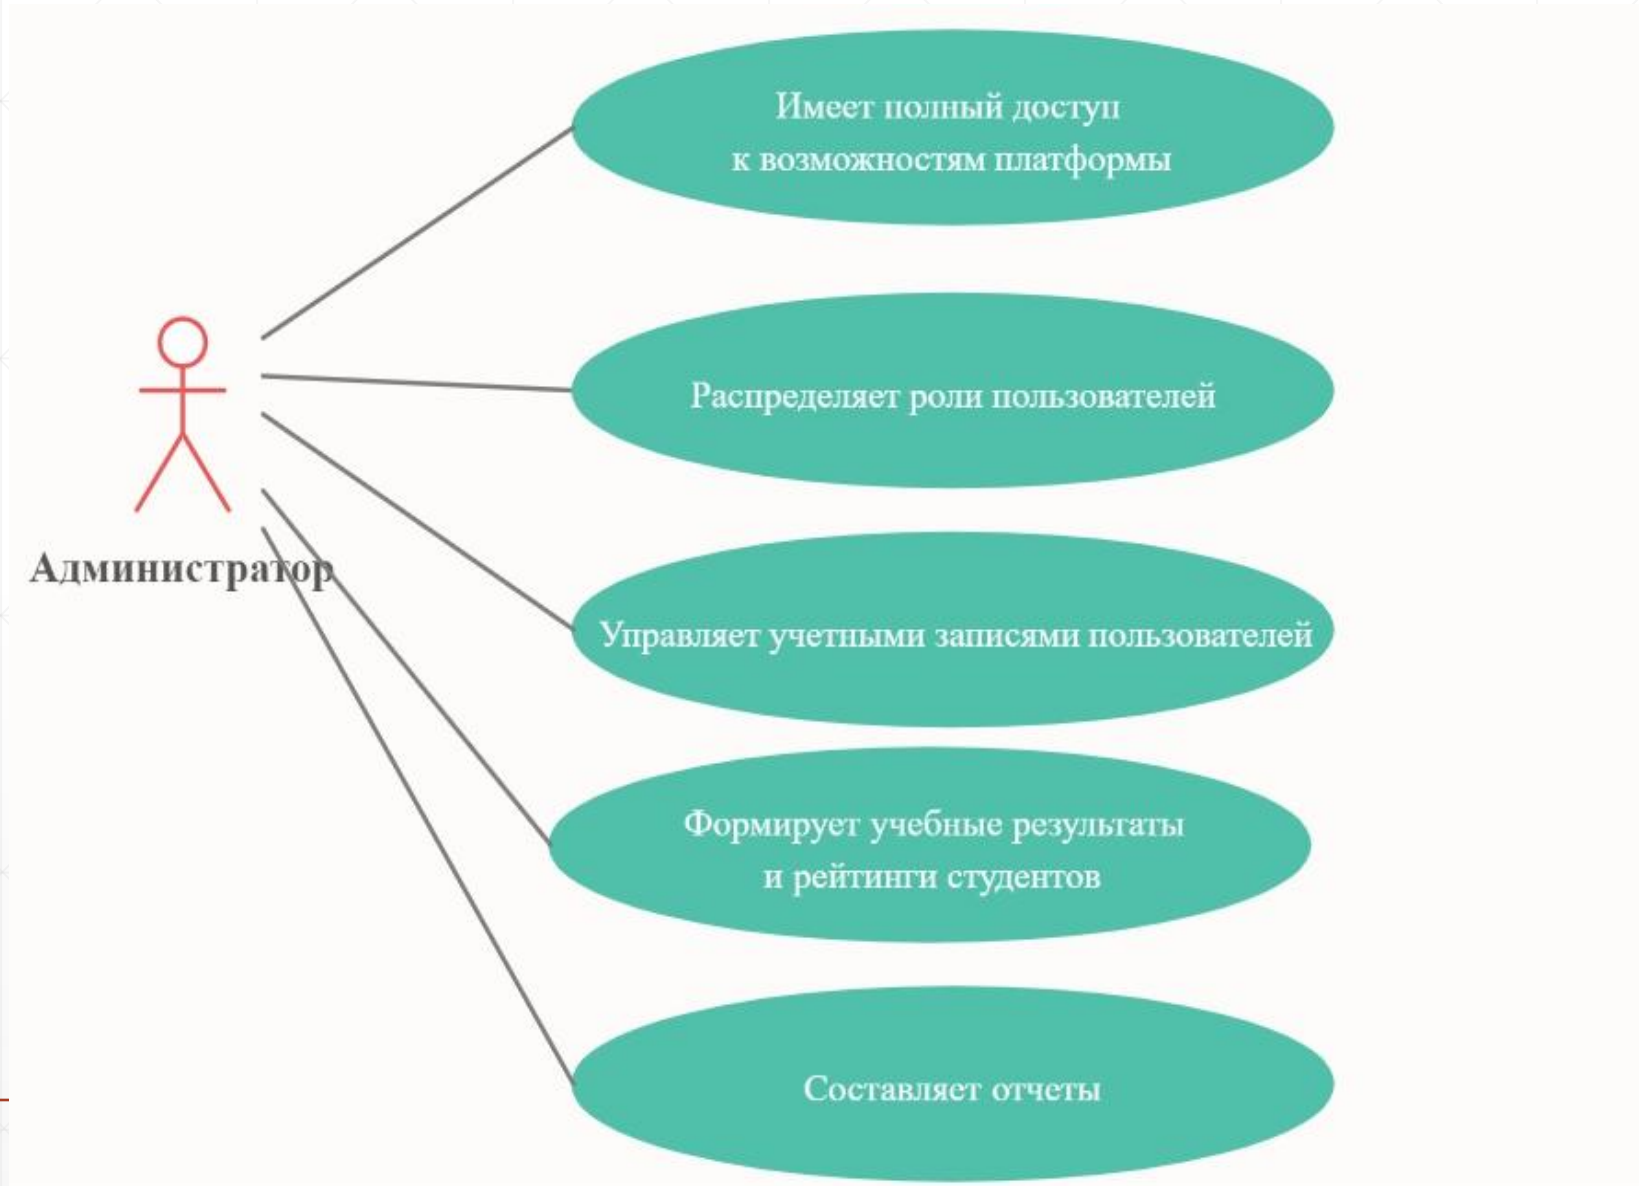 Имеет полный доступ
к возможностям платформы
Распределяет роли пользователей
Администратор
Управляет учетными записями пользователей
Формирует учебные результаты
и рейтинги студентов
Составляет отчеты